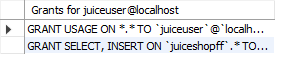 Grants for juiceuser@localhost
GRANT USAGE ON *.* TO `juiceuser`@`localh...
GRANT SELECT, INSERT ON `juiceshopff`.* TO...